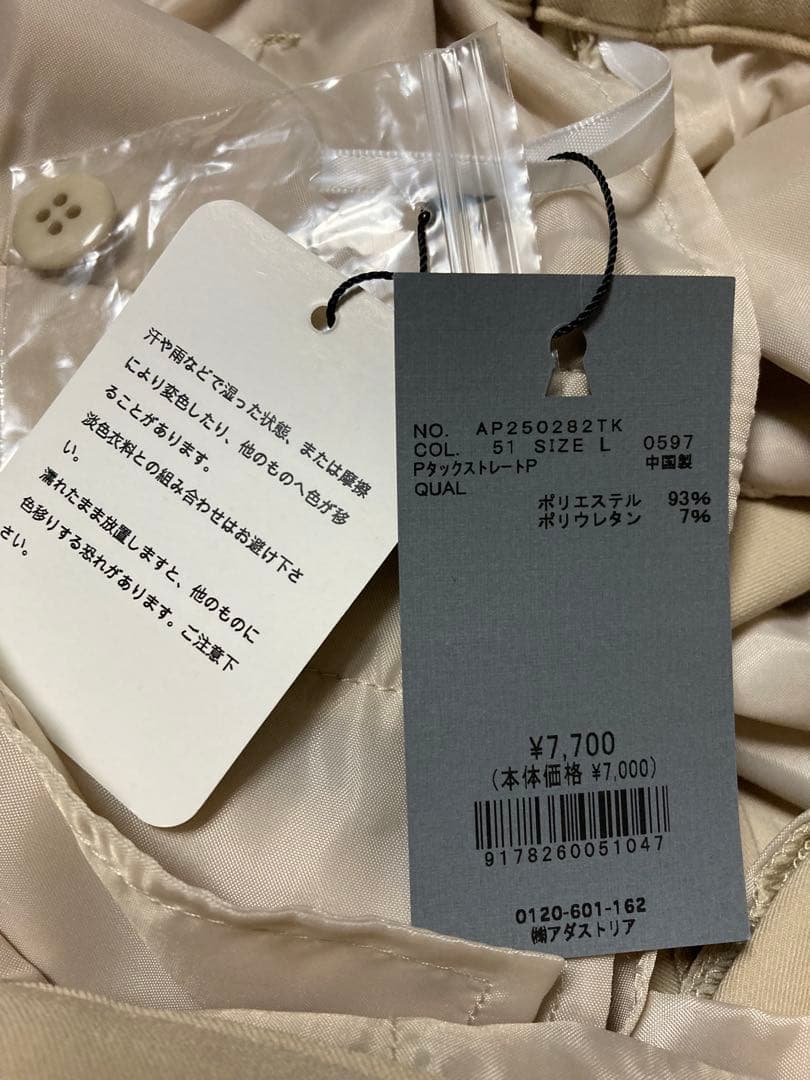 汗や雨などで湿った状態、または摩擦
により変色したり、他のものへ色が移
ることがあります。
淡色衣料との組み合わせはお避け下さ
い。
濡れたまま放置しますと、他のものに
色移りする恐れがあります。ご注意下
さい。
NO. AP250282TK
COL. 51 SIZE L 0597
PタックストレートP 中国製
QUAL
ポリエステル 93%
ポリウレタン 7%
¥7,700
(本体価格 ¥7,000)
9178260051047
0120-601-162
㈱アダストリア